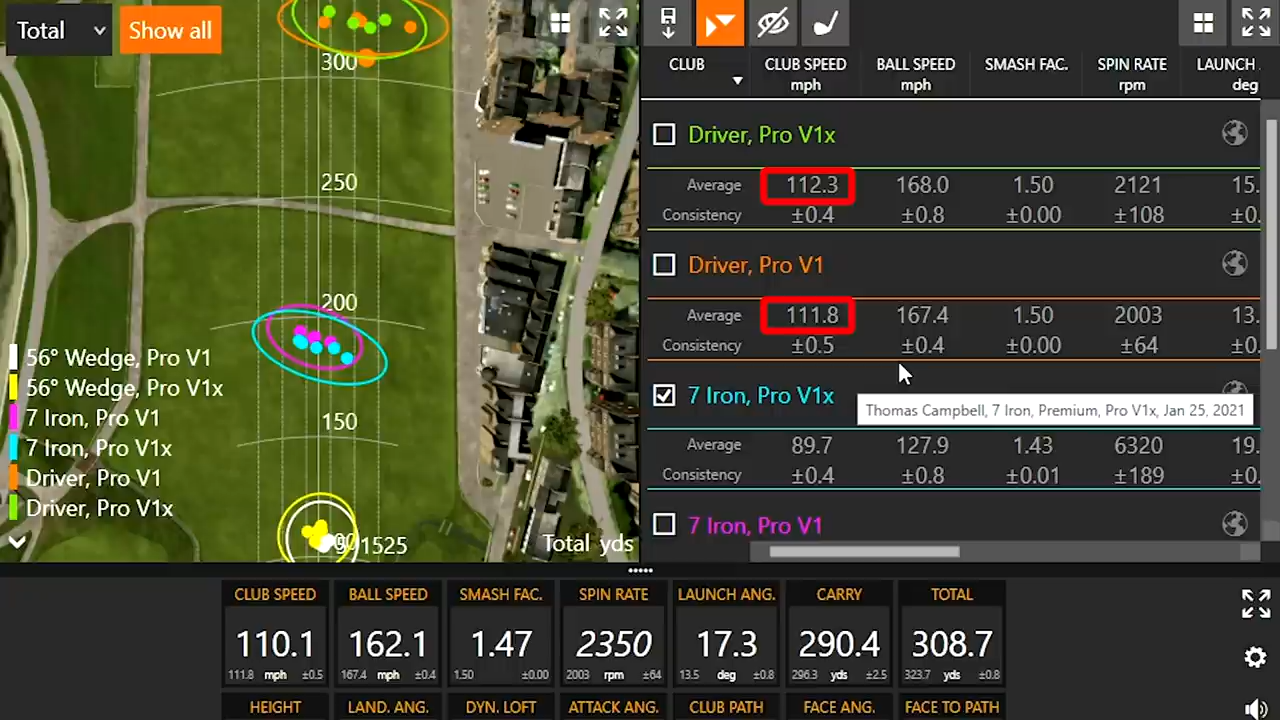 Total
Show all
300
250
200
150
91525
56° Wedge, Pro V1
56° Wedge, Pro V1x
7 Iron, Pro V1
7 Iron, Pro V1x
Driver, Pro V1
Driver, Pro V1x
Total yds
CLUB CLUB SPEED BALL SPEED SMASH FAC. SPIN RATE LAUNCH
mph mph rpm deg
Driver, Pro V1x
Average 112.3 168.0 1.50 2121 15.
Consistency ±0.4 ±0.8 ±0.00 ±108 ±0.
Driver, Pro V1
Average 111.8 167.4 1.50 2003 13.
Consistency ±0.5 ±0.4 ±0.00 ±64 ±0.
7 Iron, Pro V1x
Thomas Campbell, 7 Iron, Premium, Pro V1x, Jan 25, 2021
Average 89.7 127.9 1.43 6320 19.
Consistency ±0.4 ±0.8 ±0.01 ±189 ±0.
7 Iron, Pro V1
CLUB SPEED BALL SPEED SMASH FAC. SPIN RATE LAUNCH ANG. CARRY TOTAL
110.1 162.1 1.47 2350 17.3 290.4 308.7
111.8 mph ±0.5 167.4 mph ±0.4 1.50 ±0.00 2003 rpm ±64 13.5 deg ±0.8 296.3 yds ±2.5 323.7 yds ±0.8
HEIGHT LAND. ANG. DYN. LOFT ATTACK ANG. CLUB PATH FACE ANG. FACE TO PATH